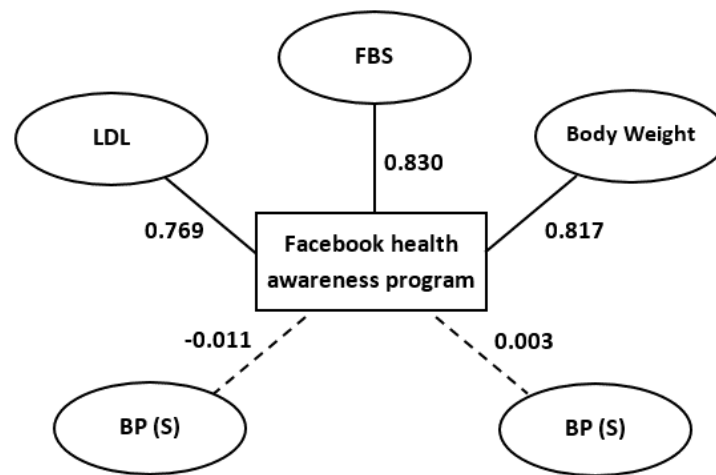 FBS
LDL
Body Weight
0.830
0.769
0.817
Facebook health
awareness program
-0.011
0.003
BP (S)
BP (S)